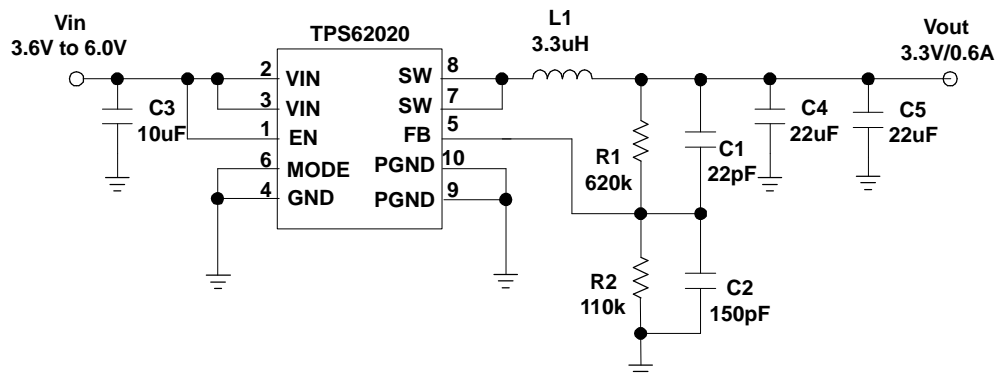 Vin
3.6V to 6.0V
TPS62020
L1
3.3uH
Vout
3.3V/0.6A
C3
10uF
2 VIN
3 VIN
1 EN
6 MODE
4 GND
SW 8
SW 7
FB 5
PGND 10
PGND 9
R1
620k
C1
22pF
C4
22uF
C5
22uF
R2
110k
C2
150pF